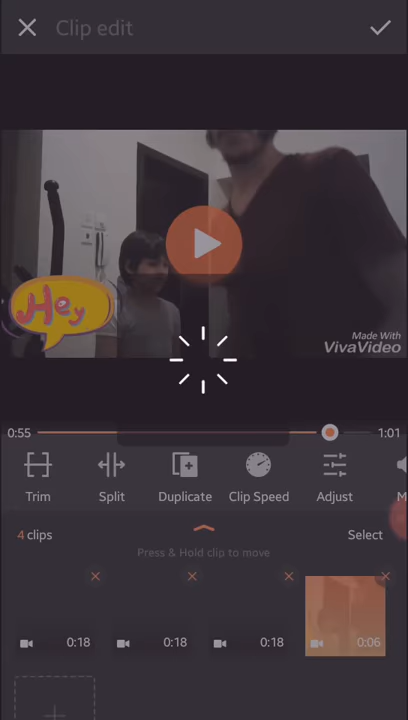 Clip edit
Hey
Made With
VivaVideo
0:55
1:01
Trim
Split
Duplicate
Clip Speed
Adjust
M
4 clips
Select
Press & Hold clip to move
0:18
0:18
0:18
0:06